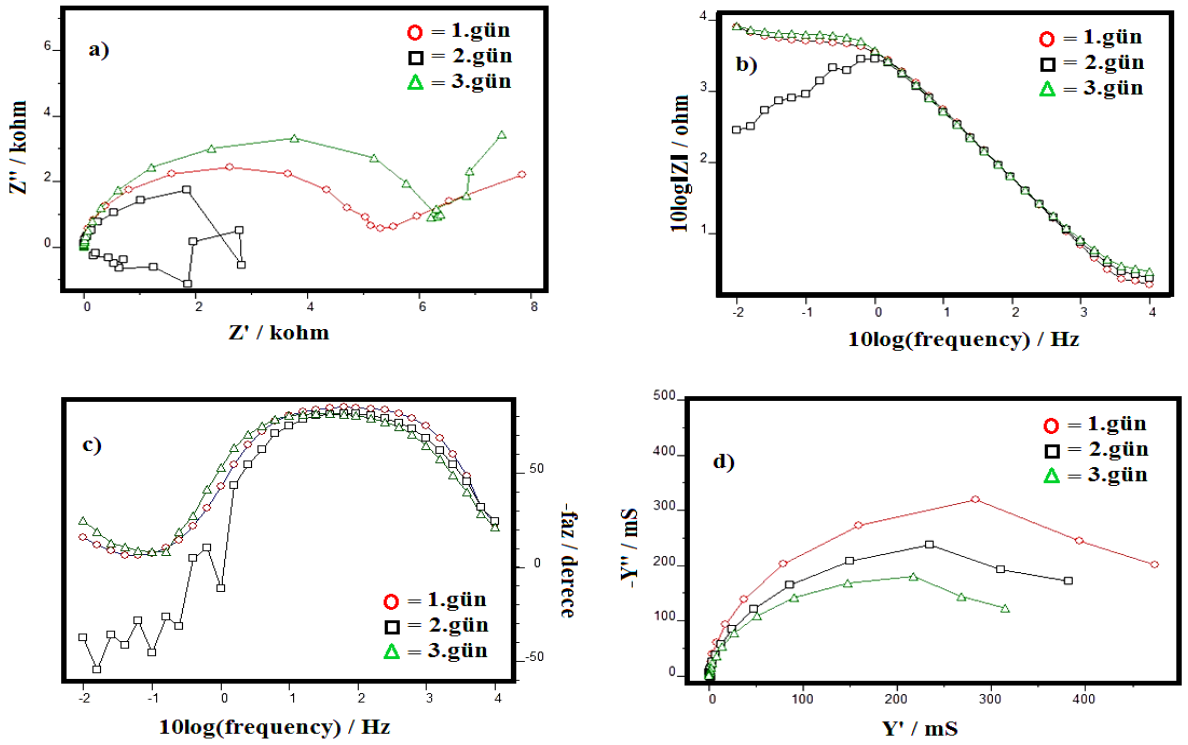 a)
= 1.gün
= 2.gün
= 3.gün
6
4
2
0
Z'' / kohm
0
2
4
6
8
Z' / kohm
b)
= 1.gün
= 2.gün
= 3.gün
4
3
2
1
10log|Z| / ohm
-2
-1
0
1
2
3
4
10log(frequency) / Hz
c)
50
0
-50
-faz / derece
= 1.gün
= 2.gün
= 3.gün
-2
-1
0
1
2
3
4
10log(frequency) / Hz
d)
= 1.gün
= 2.gün
= 3.gün
500
400
300
200
100
0
-Y'' / mS
0
100
200
300
400
Y' / mS